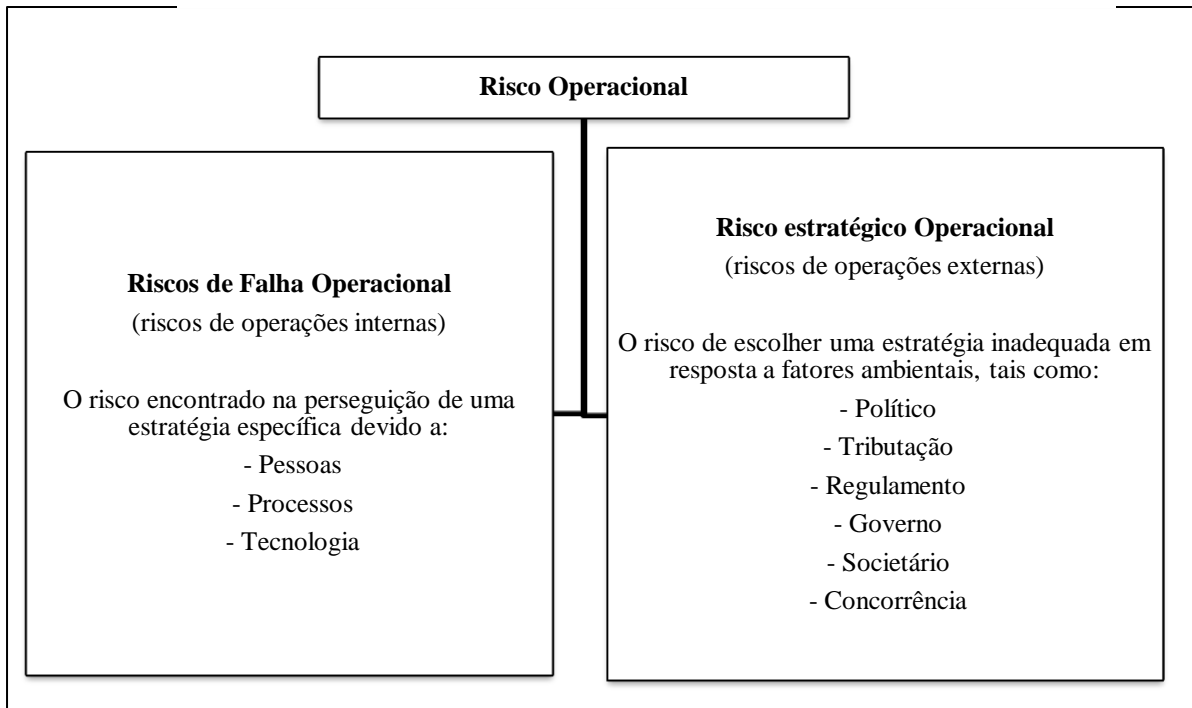 Risco Operacional
Riscos de Falha Operacional
(riscos de operações internas)
O risco encontrado na perseguição de uma
estratégia específica devido a:
- Pessoas
- Processos
- Tecnologia
Risco estratégico Operacional
(riscos de operações externas)
O risco de escolher uma estratégia inadequada em
resposta a fatores ambientais, tais como:
- Político
- Tributação
- Regulamento
- Governo
- Societário
- Concorrência